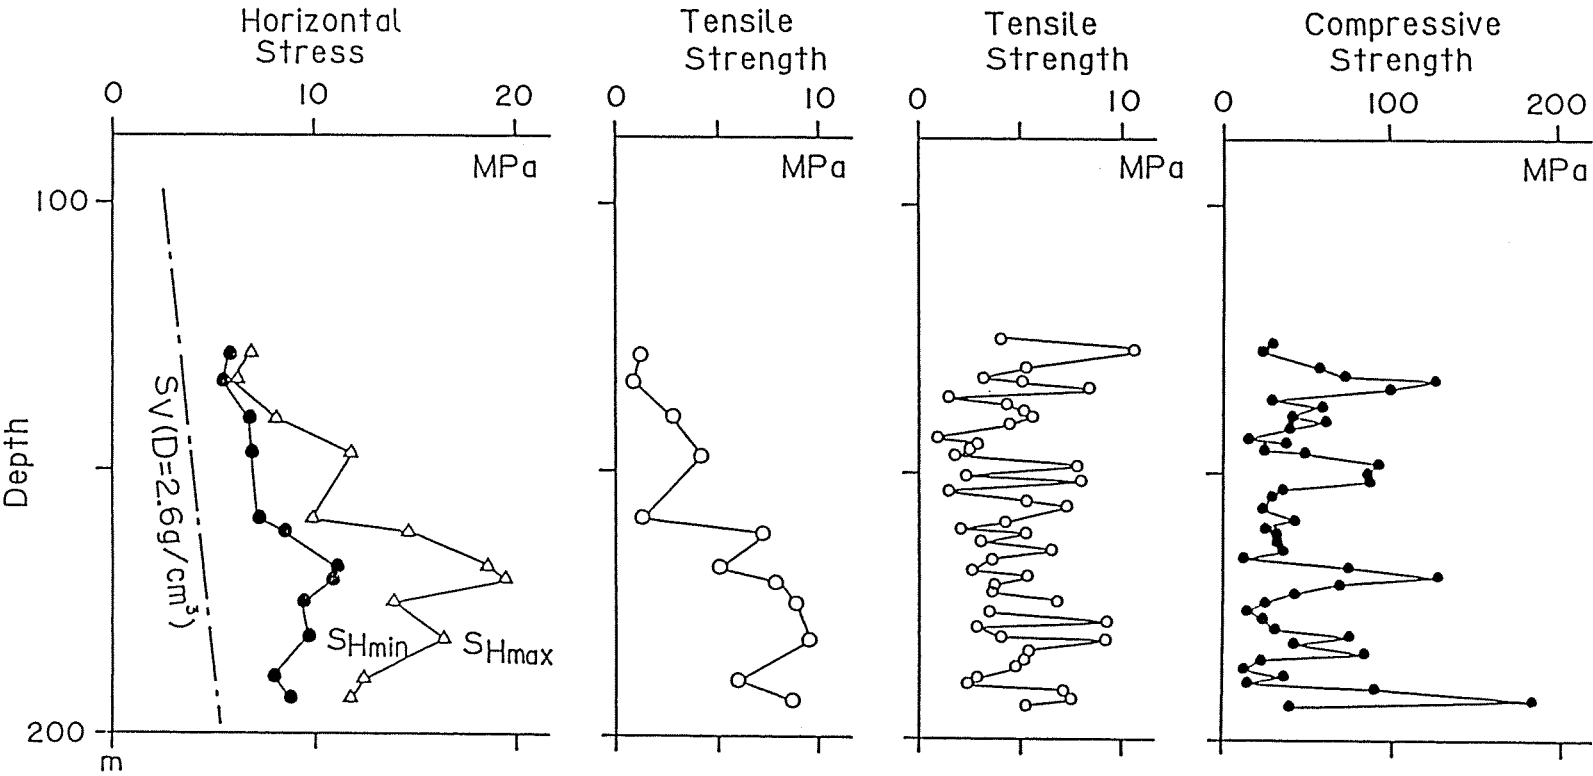 Horizontal
Stress
0 10 20
MPa
Tensile
Strength
0 10
MPa
Tensile
Strength
0 10
MPa
Compressive
Strength
0 100 200
MPa
100
Depth
200
m
SV (D=2.6g/cm³)
SHmin
SHmax